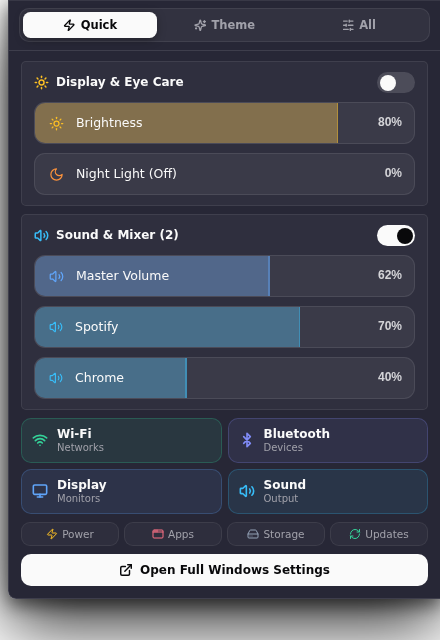 Quick Theme All
Display & Eye Care
Brightness 80%
Night Light (Off) 0%
Sound & Mixer (2)
Master Volume 62%
Spotify 70%
Chrome 40%
Wi-Fi Bluetooth
Networks Devices
Display Sound
Monitors Output
Power Apps Storage Updates
Open Full Windows Settings